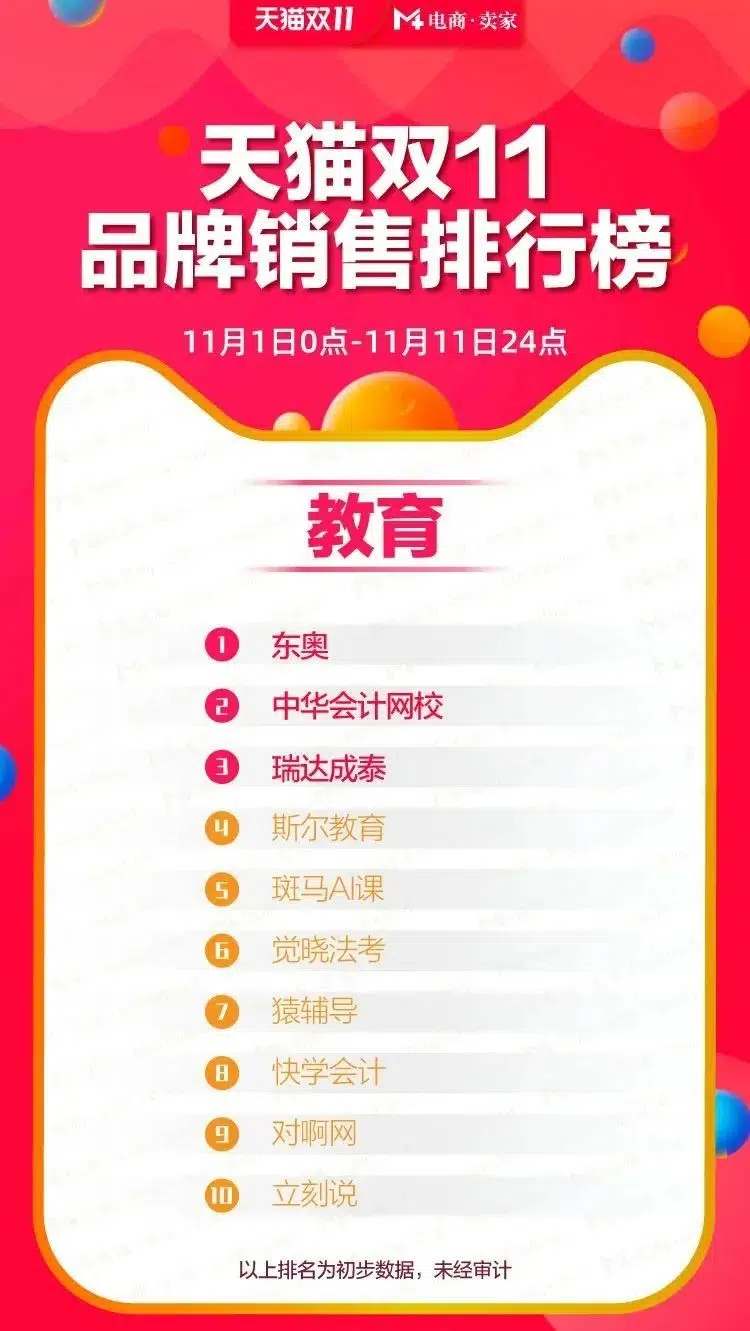 天猫双11 M4电商·卖家
天猫双11
品牌销售排行榜
11月1日0点-11月11日24点
教育
1 东奥
2 中华会计网校
3 瑞达成泰
4 斯尔教育
5 斑马AI课
6 觉晓法考
7 猿辅导
8 快学会计
9 对啊网
10 立刻说
以上排名为初步数据，未经审计